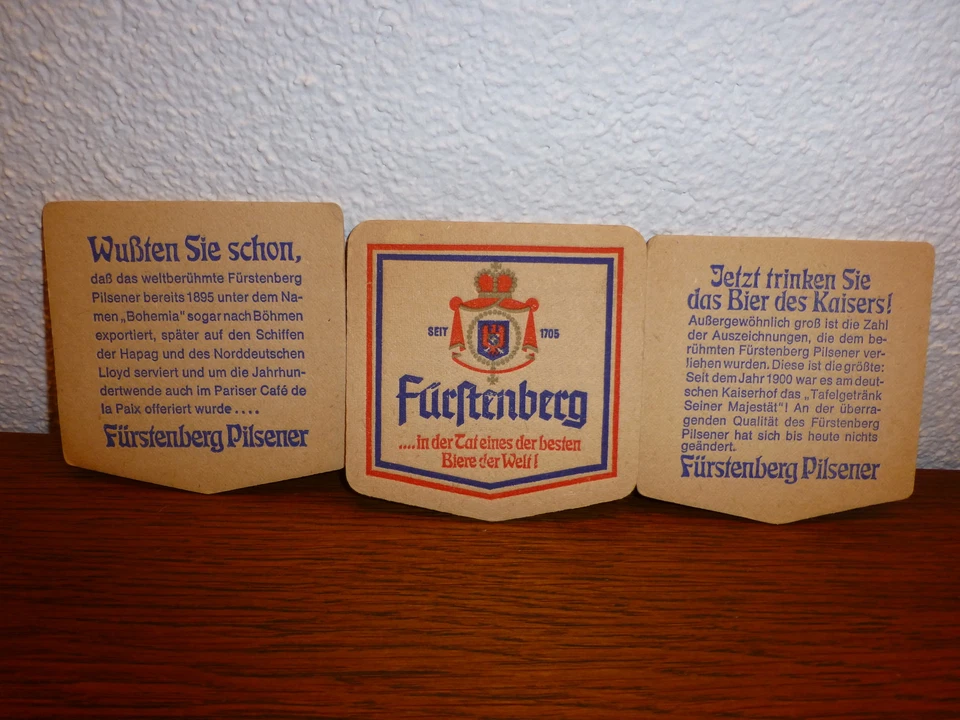 Wußten Sie schon,
daß das weltberühmte Fürstenberg
Pilsener bereits 1895 unter dem Na-
men „Bohemia" sogar nach Böhmen
exportiert, später auf den Schiffen
der Hapag und des Norddeutschen
Lloyd serviert und um die Jahrhun-
dertwende auch im Pariser Café de
la Paix offeriert wurde ....
Fürstenberg Pilsener
SEIT 1705
Fürstenberg
....in der Tat eines der besten
Biere der Welt!
Jetzt trinken Sie
das Bier des Kaisers!
Außergewöhnlich groß ist die Zahl
der Auszeichnungen, die dem be-
rühmten Fürstenberg Pilsener ver-
liehen wurden. Diese ist die größte:
Seit dem Jahr 1900 war es am deut-
schen Kaiserhof das „Tafelgetränk
Seiner Majestät"! An der überra-
genden Qualität des Fürstenberg
Pilsener hat sich bis heute nichts
geändert.
Fürstenberg Pilsener